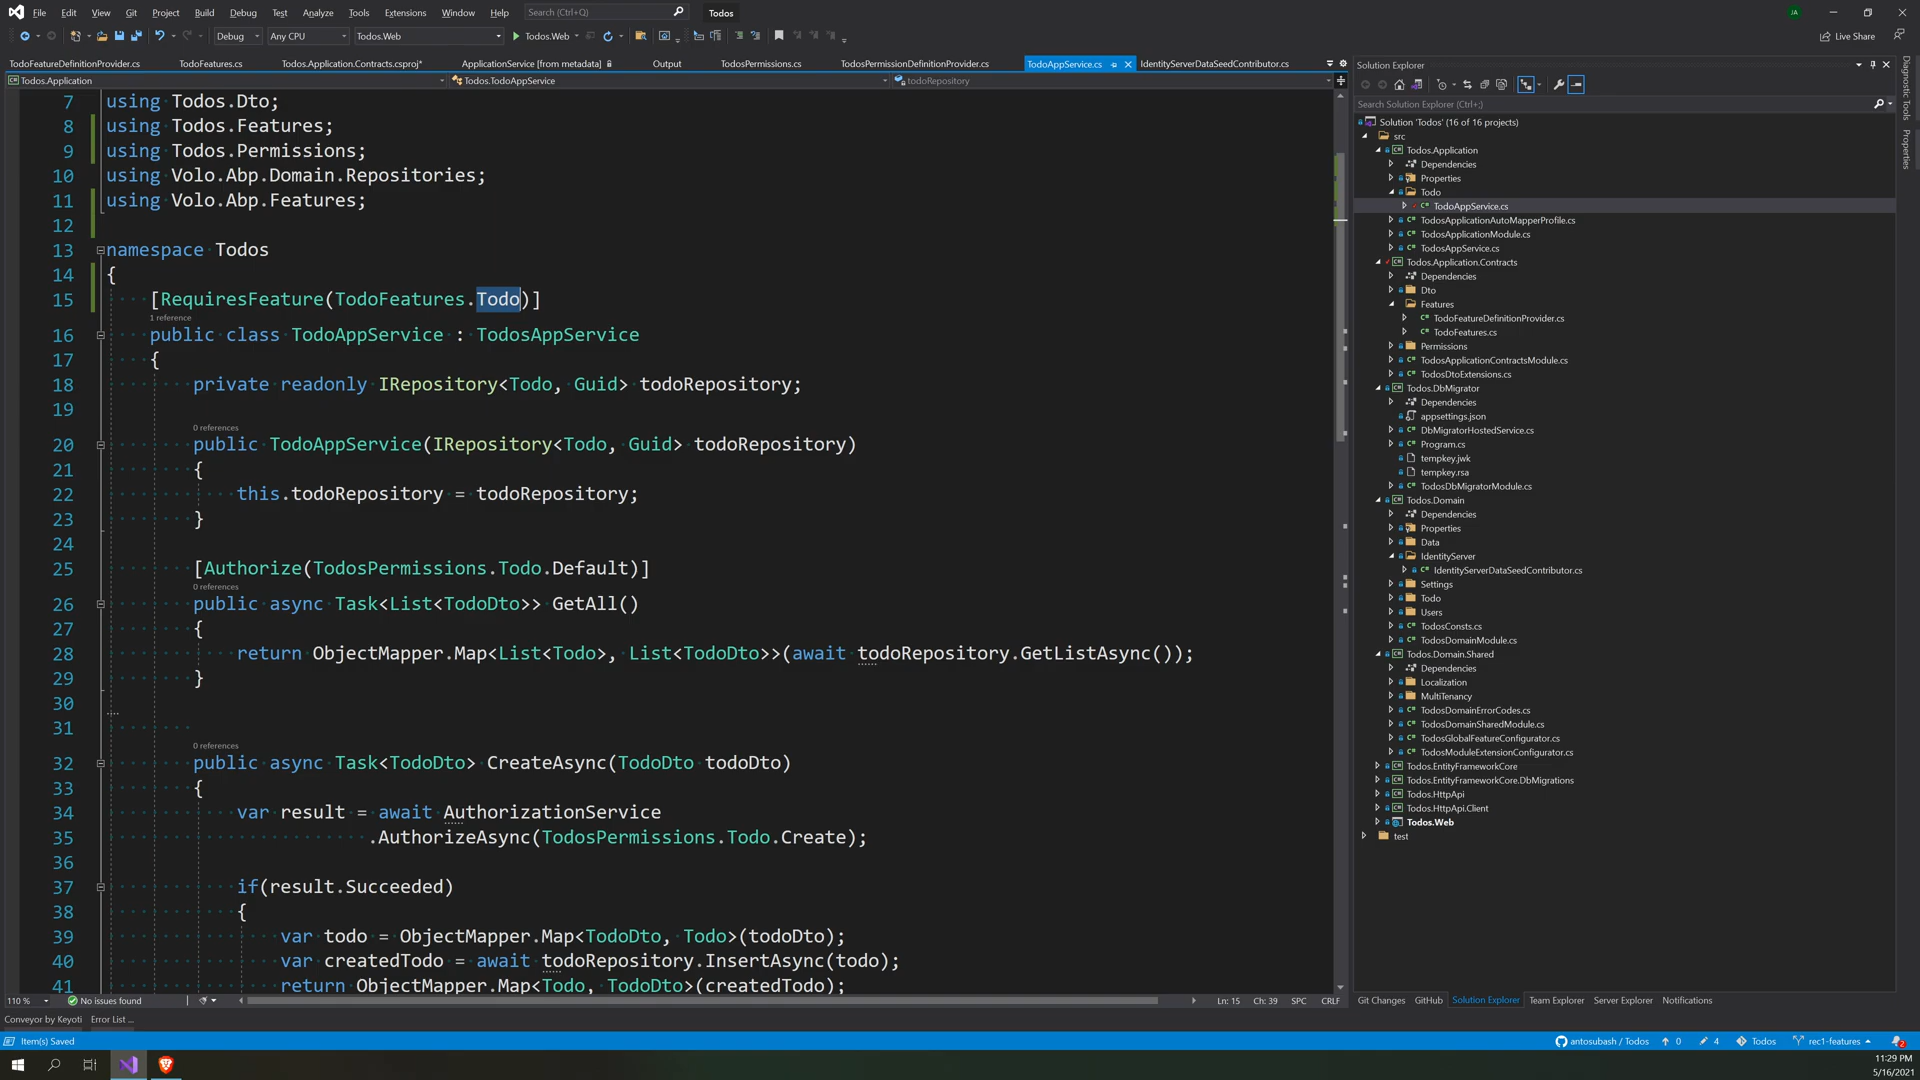 File Edit View Git Project Build Debug Test Analyze Tools Extensions Window Help Search (Ctrl+Q) Todos JA
Debug Any CPU Todos.Web Todos.Web Live Share
TodoFeatureDefinitionProvider.cs TodoFeatures.cs Todos.Application.Contracts.csproj* ApplicationService [from metadata] Output TodosPermissions.cs TodosPermissionDefinitionProvider.cs TodoAppService.cs IdentityServerDataSeedContributor.cs
Todos.Application Todos.TodoAppService todoRepository
7 using Todos.Dto;
8 using Todos.Features;
9 using Todos.Permissions;
10 using Volo.Abp.Domain.Repositories;
11 using Volo.Abp.Features;
12
13 namespace Todos
14 {
15 [RequiresFeature(TodoFeatures.Todo)]
1 reference
16 public class TodoAppService : TodosAppService
17 {
18 private readonly IRepository<Todo, Guid> todoRepository;
19
0 references
20 public TodoAppService(IRepository<Todo, Guid> todoRepository)
21 {
22 this.todoRepository = todoRepository;
23 }
24
25 [Authorize(TodosPermissions.Todo.Default)]
0 references
26 public async Task<List<TodoDto>> GetAll()
27 {
28 return ObjectMapper.Map<List<Todo>, List<TodoDto>>(await todoRepository.GetListAsync());
29 }
30
31
0 references
32 public async Task<TodoDto> CreateAsync(TodoDto todoDto)
33 {
34 var result = await AuthorizationService
35 .AuthorizeAsync(TodosPermissions.Todo.Create);
36
37 if(result.Succeeded)
38 {
39 var todo = ObjectMapper.Map<TodoDto, Todo>(todoDto);
40 var createdTodo = await todoRepository.InsertAsync(todo);
41 return ObjectMapper.Map<Todo, TodoDto>(createdTodo);
110 % No issues found Ln: 15 Ch: 39 SPC CRLF
Conveyor by Keyoti Error List ...
Solution Explorer
Search Solution Explorer (Ctrl+;)
Solution 'Todos' (16 of 16 projects)
src
Todos.Application
Dependencies
Properties
Todo
TodoAppService.cs
TodosApplicationAutoMapperProfile.cs
TodosApplicationModule.cs
TodosAppService.cs
Todos.Application.Contracts
Dependencies
Dto
Features
TodoFeatureDefinitionProvider.cs
TodoFeatures.cs
Permissions
TodosApplicationContractsModule.cs
TodosDtoExtensions.cs
Todos.DbMigrator
Dependencies
appsettings.json
DbMigratorHostedService.cs
Program.cs
tempkey.jwk
tempkey.rsa
TodosDbMigratorModule.cs
Todos.Domain
Dependencies
Properties
Data
IdentityServer
IdentityServerDataSeedContributor.cs
Settings
Todo
Users
TodosConsts.cs
TodosDomainModule.cs
Todos.Domain.Shared
Dependencies
Localization
MultiTenancy
TodosDomainErrorCodes.cs
TodosDomainSharedModule.cs
TodosGlobalFeatureConfigurator.cs
TodosModuleExtensionConfigurator.cs
Todos.EntityFrameworkCore
Todos.EntityFrameworkCore.DbMigrations
Todos.HttpApi
Todos.HttpApi.Client
Todos.Web
test
Git Changes GitHub Solution Explorer Team Explorer Server Explorer Notifications
Diagnostic Tools
Properties
Item(s) Saved antosubash / Todos 0 4 Todos rec1-features 2
11:29 PM
5/16/2021